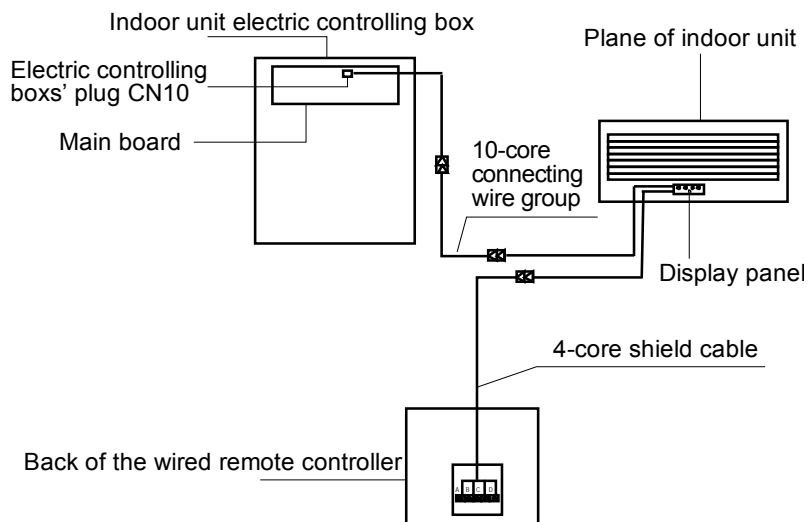 Indoor unit electric controlling box
Plane of indoor unit
Electric controlling
boxs' plug CN10
Main board
10-core
connecting
wire group
Display panel
4-core shield cable
Back of the wired remote controller
A B C D